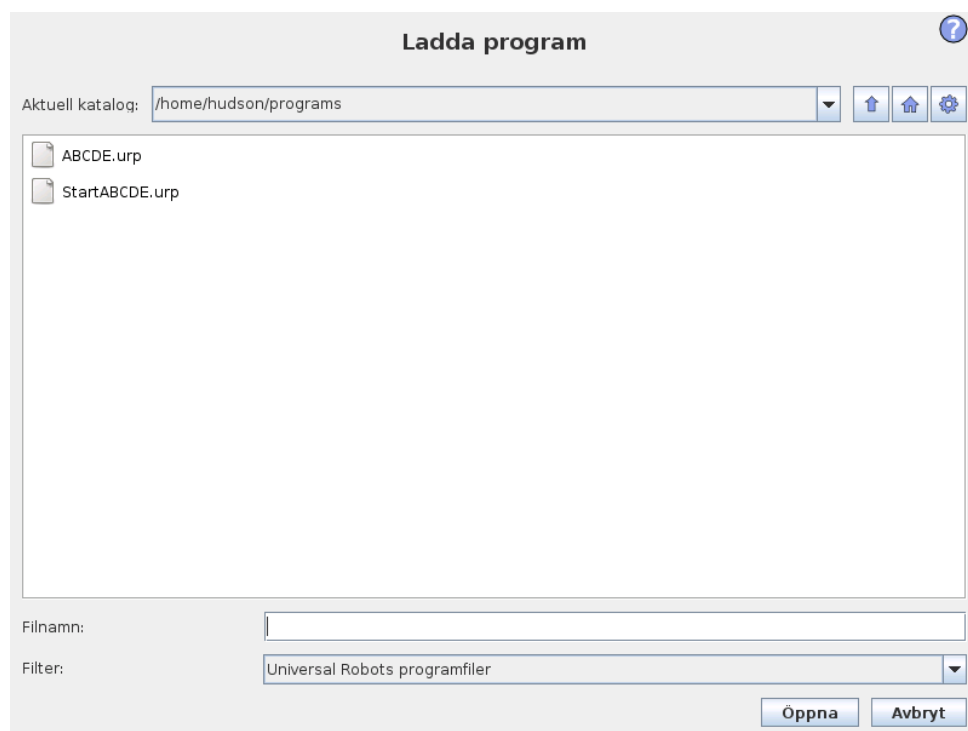 Ladda program
?
Aktuell katalog: /home/hudson/programs
ABCDE.urp
StartABCDE.urp
Filnamn:
Filter: Universal Robots programfiler
Öppna Avbryt